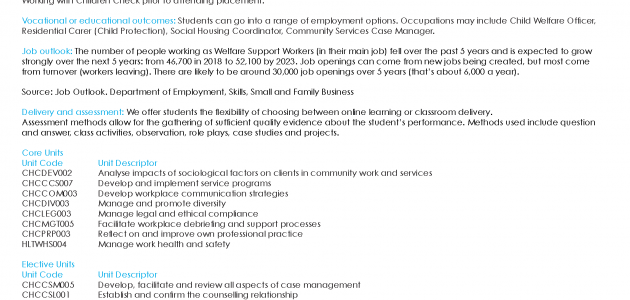 Working with Children Check prior to attending placement.
Vocational or educational outcomes: Students can go into a range of employment options. Occupations may include Child Welfare Officer,
Residential Carer (Child Protection), Social Housing Coordinator, Community Services Case Manager.
Job outlook: The number of people working as Welfare Support Workers (in their main job) fell over the past 5 years and is expected to grow
strongly over the next 5 years: from 46,700 in 2018 to 52,100 by 2023. Job openings can come from new jobs being created, but most come
from turnover (workers leaving). There are likely to be around 30,000 job openings over 5 years (that's about 6,000 a year).
Source: Job Outlook. Department of Employment, Skills, Small and Family Business
Delivery and assessment: We offer students the flexibility of choosing between online learning or classroom delivery.
Assessment methods allow for the gathering of sufficient quality evidence about the student's performance. Methods used include question
and answer, class activities, observation, role plays, case studies and projects.
Core Units
Unit Code Unit Descriptor
CHCDEV002 Analyse impacts of sociological factors on clients in community work and services
CHCCCS007 Develop and implement service programs
CHCCOM003 Develop workplace communication strategies
CHCDIV003 Manage and promote diversity
CHCLEG003 Manage legal and ethical compliance
CHCMGT005 Facilitate workplace debriefing and support processes
CHCPRP003 Reflect on and improve own professional practice
HLTWHS004 Manage work health and safety
Elective Units
Unit Code Unit Descriptor
CHCCSM005 Develop, facilitate and review all aspects of case management
CHCCSL001 Establish and confirm the counselling relationship